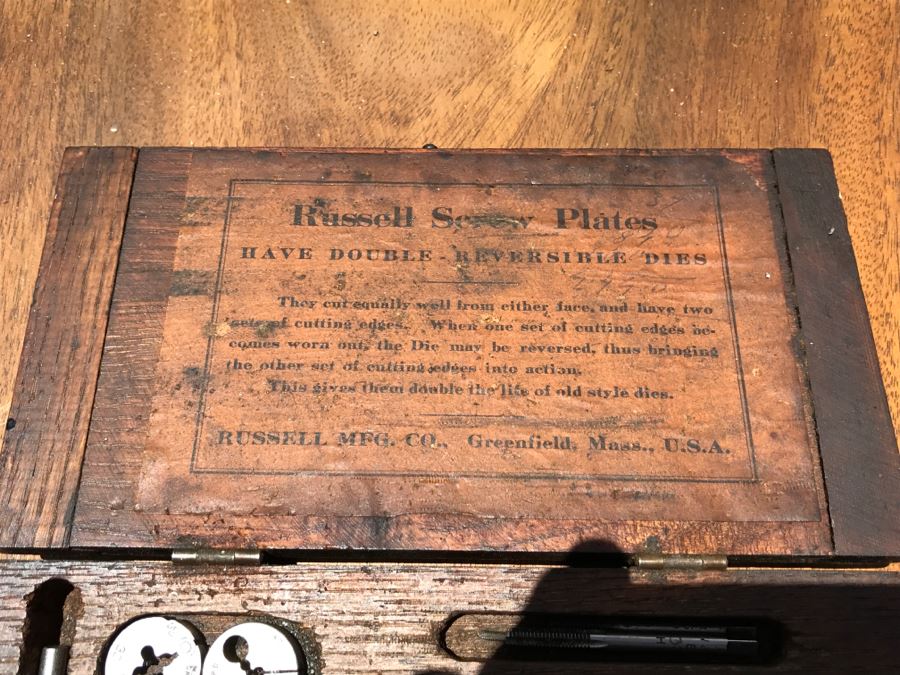 Russell Screw Plates
HAVE DOUBLE - REVERSIBLE DIES
They cut equally well from either face, and have two
sets of cutting edges. When one set of cutting edges be-
comes worn out, the Die may be reversed, thus bringing
the other set of cutting edges into action.
This gives them double the life of old style dies.
RUSSELL MFG. CO., Greenfield, Mass., U.S.A.